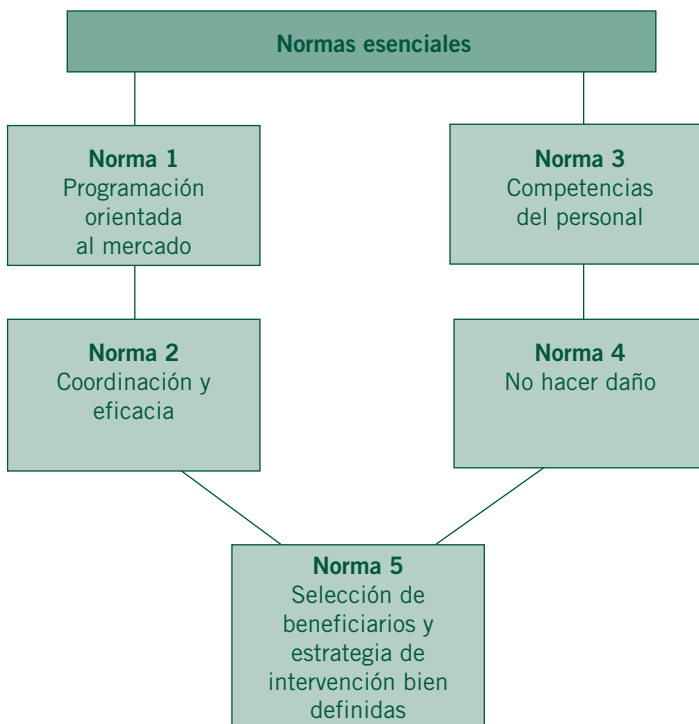 Normas esenciales
Norma 1
Programación
orientada
al mercado
Norma 3
Competencias
del personal
Norma 2
Coordinación y
eficacia
Norma 4
No hacer daño
Norma 5
Selección de
beneficiarios y
estrategia de
intervención bien
definidas